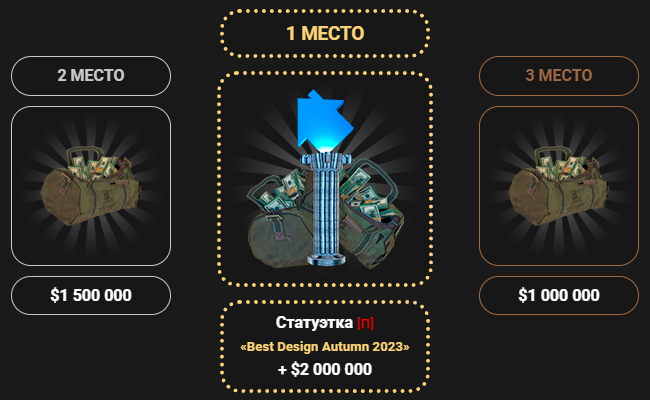 1 МЕСТО
2 МЕСТО
3 МЕСТО
$1 500 000
Статуэтка [П]
«Best Design Autumn 2023»
+ $2 000 000
$1 000 000